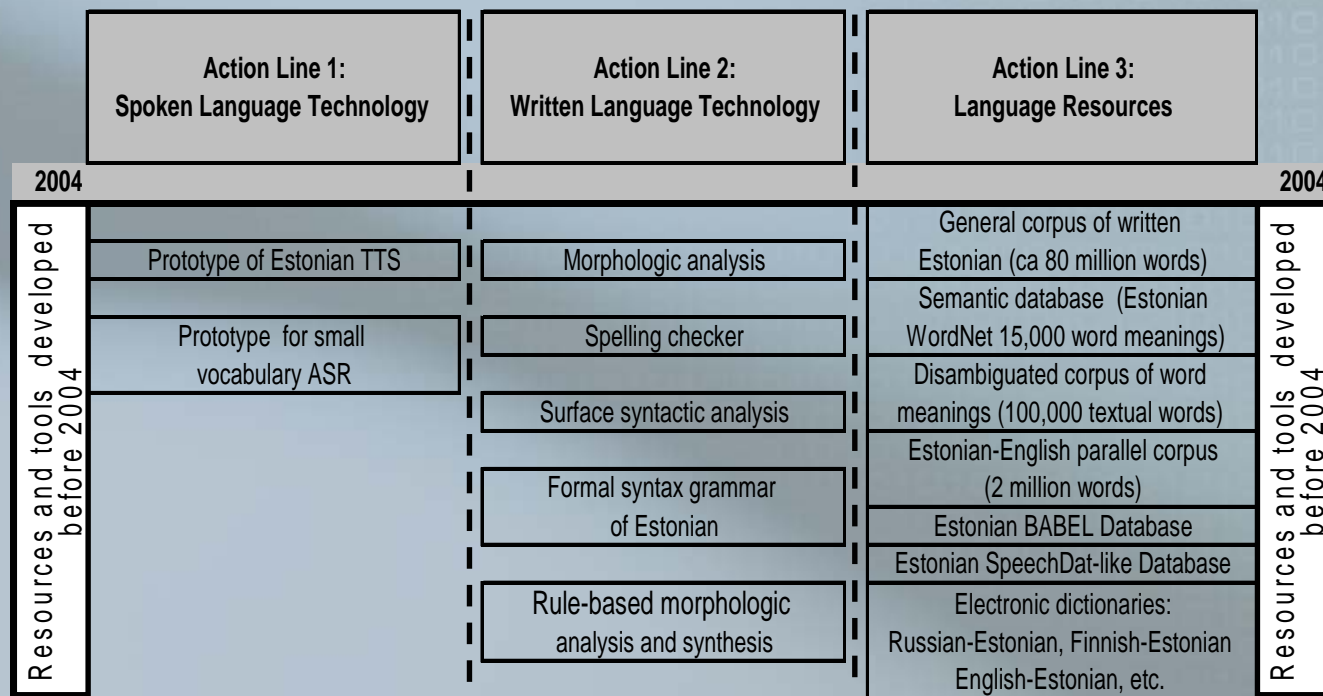 Action Line 1:
Spoken Language Technology
Action Line 2:
Written Language Technology
Action Line 3:
Language Resources
2004
2004
Resources and tools developed
before 2004
Prototype of Estonian TTS
Prototype for small
vocabulary ASR
Morphologic analysis
Spelling checker
Surface syntactic analysis
Formal syntax grammar
of Estonian
Rule-based morphologic
analysis and synthesis
General corpus of written
Estonian (ca 80 million words)
Semantic database (Estonian
WordNet 15,000 word meanings)
Disambiguated corpus of word
meanings (100,000 textual words)
Estonian-English parallel corpus
(2 million words)
Estonian BABEL Database
Estonian SpeechDat-like Database
Electronic dictionaries:
Russian-Estonian, Finnish-Estonian
English-Estonian, etc.
Resources and tools developed
before 2004